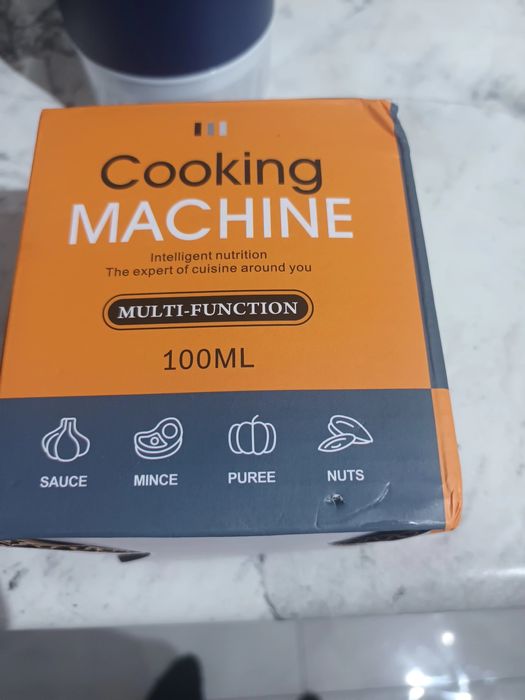 Cooking
MACHINE
Intelligent nutrition
The expert of cuisine around you
MULTI-FUNCTION
100ML
SAUCE
MINCE
PUREE
NUTS